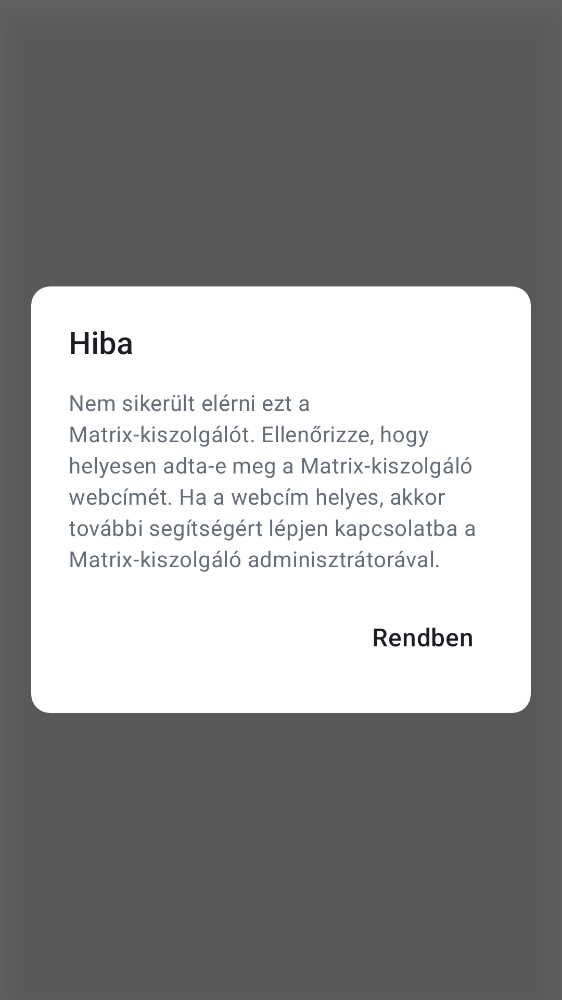 Hiba
Nem sikerült elérni ezt a
Matrix-kiszolgálót. Ellenőrizze, hogy
helyesen adta-e meg a Matrix-kiszolgáló
webcímét. Ha a webcím helyes, akkor
további segítségért lépjen kapcsolatba a
Matrix-kiszolgáló adminisztrátorával.
Rendben